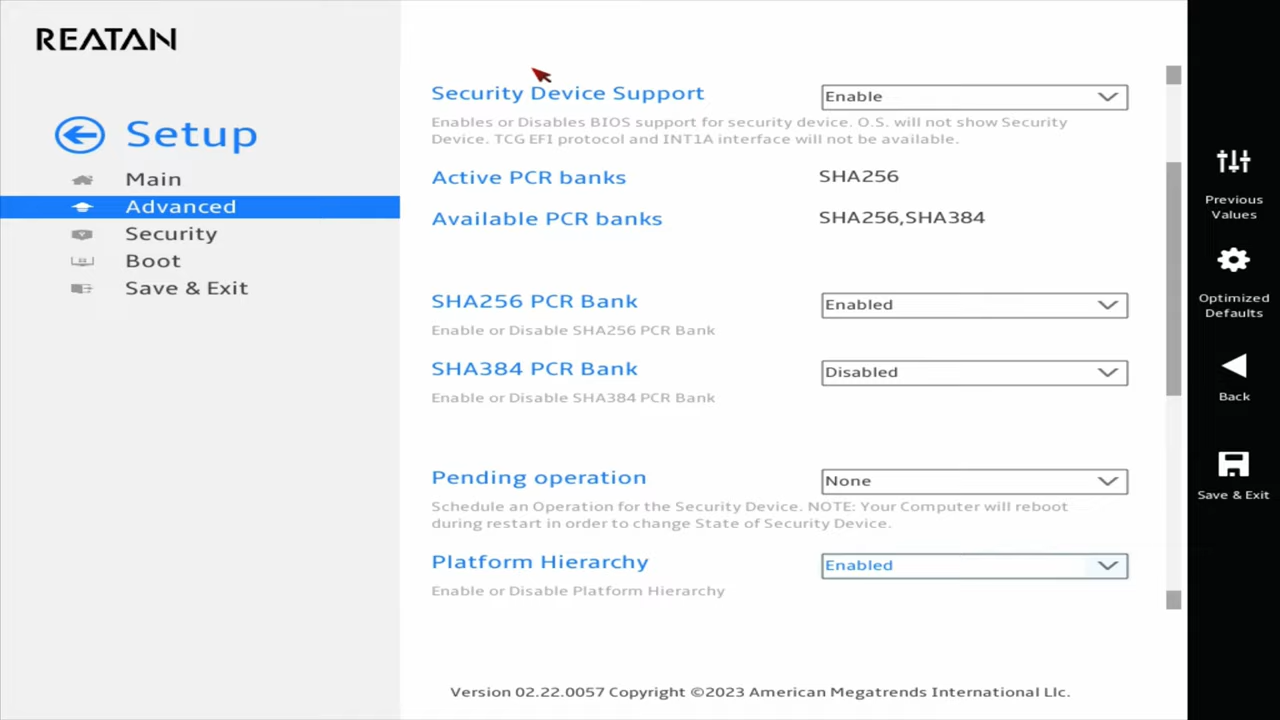 REATAN
Setup
Main
Advanced
Security
Boot
Save & Exit
Security Device Support
Enable
Enables or Disables BIOS support for security device. O.S. will not show Security
Device. TCG EFI protocol and INT1A interface will not be available.
Active PCR banks
SHA256
Available PCR banks
SHA256,SHA384
SHA256 PCR Bank
Enabled
Enable or Disable SHA256 PCR Bank
SHA384 PCR Bank
Disabled
Enable or Disable SHA384 PCR Bank
Pending operation
None
Schedule an Operation for the Security Device. NOTE: Your Computer will reboot
during restart in order to change State of Security Device.
Platform Hierarchy
Enabled
Enable or Disable Platform Hierarchy
Version 02.22.0057 Copyright ©2023 American Megatrends International Llc.
Previous
Values
Optimized
Defaults
Back
Save & Exit